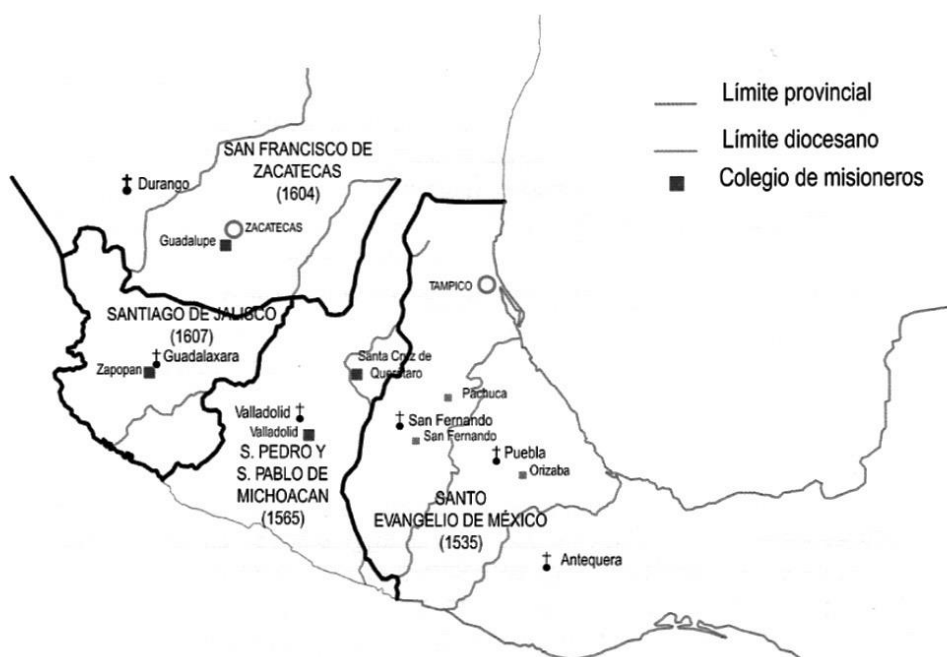 Límite provincial
Límite diocesano
Colegio de misioneros
SAN FRANCISCO DE
ZACATECAS
(1604)
Durango
ZACATECAS
Guadalupe
TAMPICO
SANTIAGO DE JALISCO
(1607)
Guadalaxara
Zapopan
Santa Cruz de
Querétaro
Pachuca
Valladolid
Valladolid
San Fernando
San Fernando
S. PEDRO Y
S. PABLO DE
MICHOACAN
(1565)
Puebla
Orizaba
SANTO
EVANGELIO DE MÉXICO
(1535)
Antequera